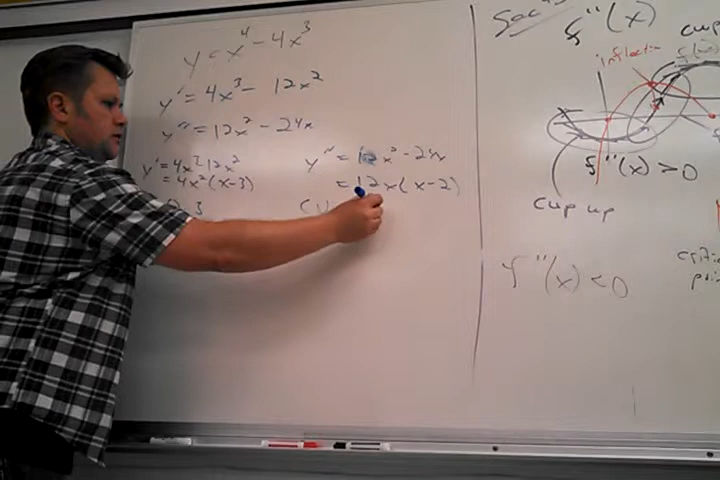 y = x⁴ - 4x³
y' = 4x³ - 12x²
y'' = 12x² - 24x
y' = 4x³ - 12x²
= 4x²(x-3)
3
y'' = 12x² - 24x
= 12x(x-2)
f''(x)
cup
inflection
f''(x) > 0
cup up
f''(x) < 0